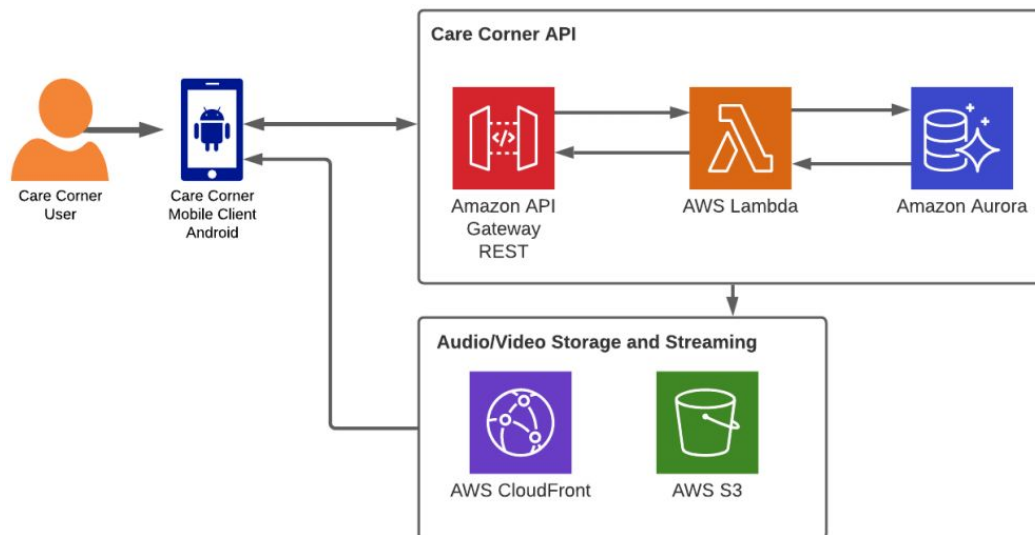 Care Corner API
Care Corner
User
Care Corner
Mobile Client
Android
</>
Amazon API
Gateway
REST
AWS Lambda
Amazon Aurora
Audio/Video Storage and Streaming
AWS CloudFront
AWS S3